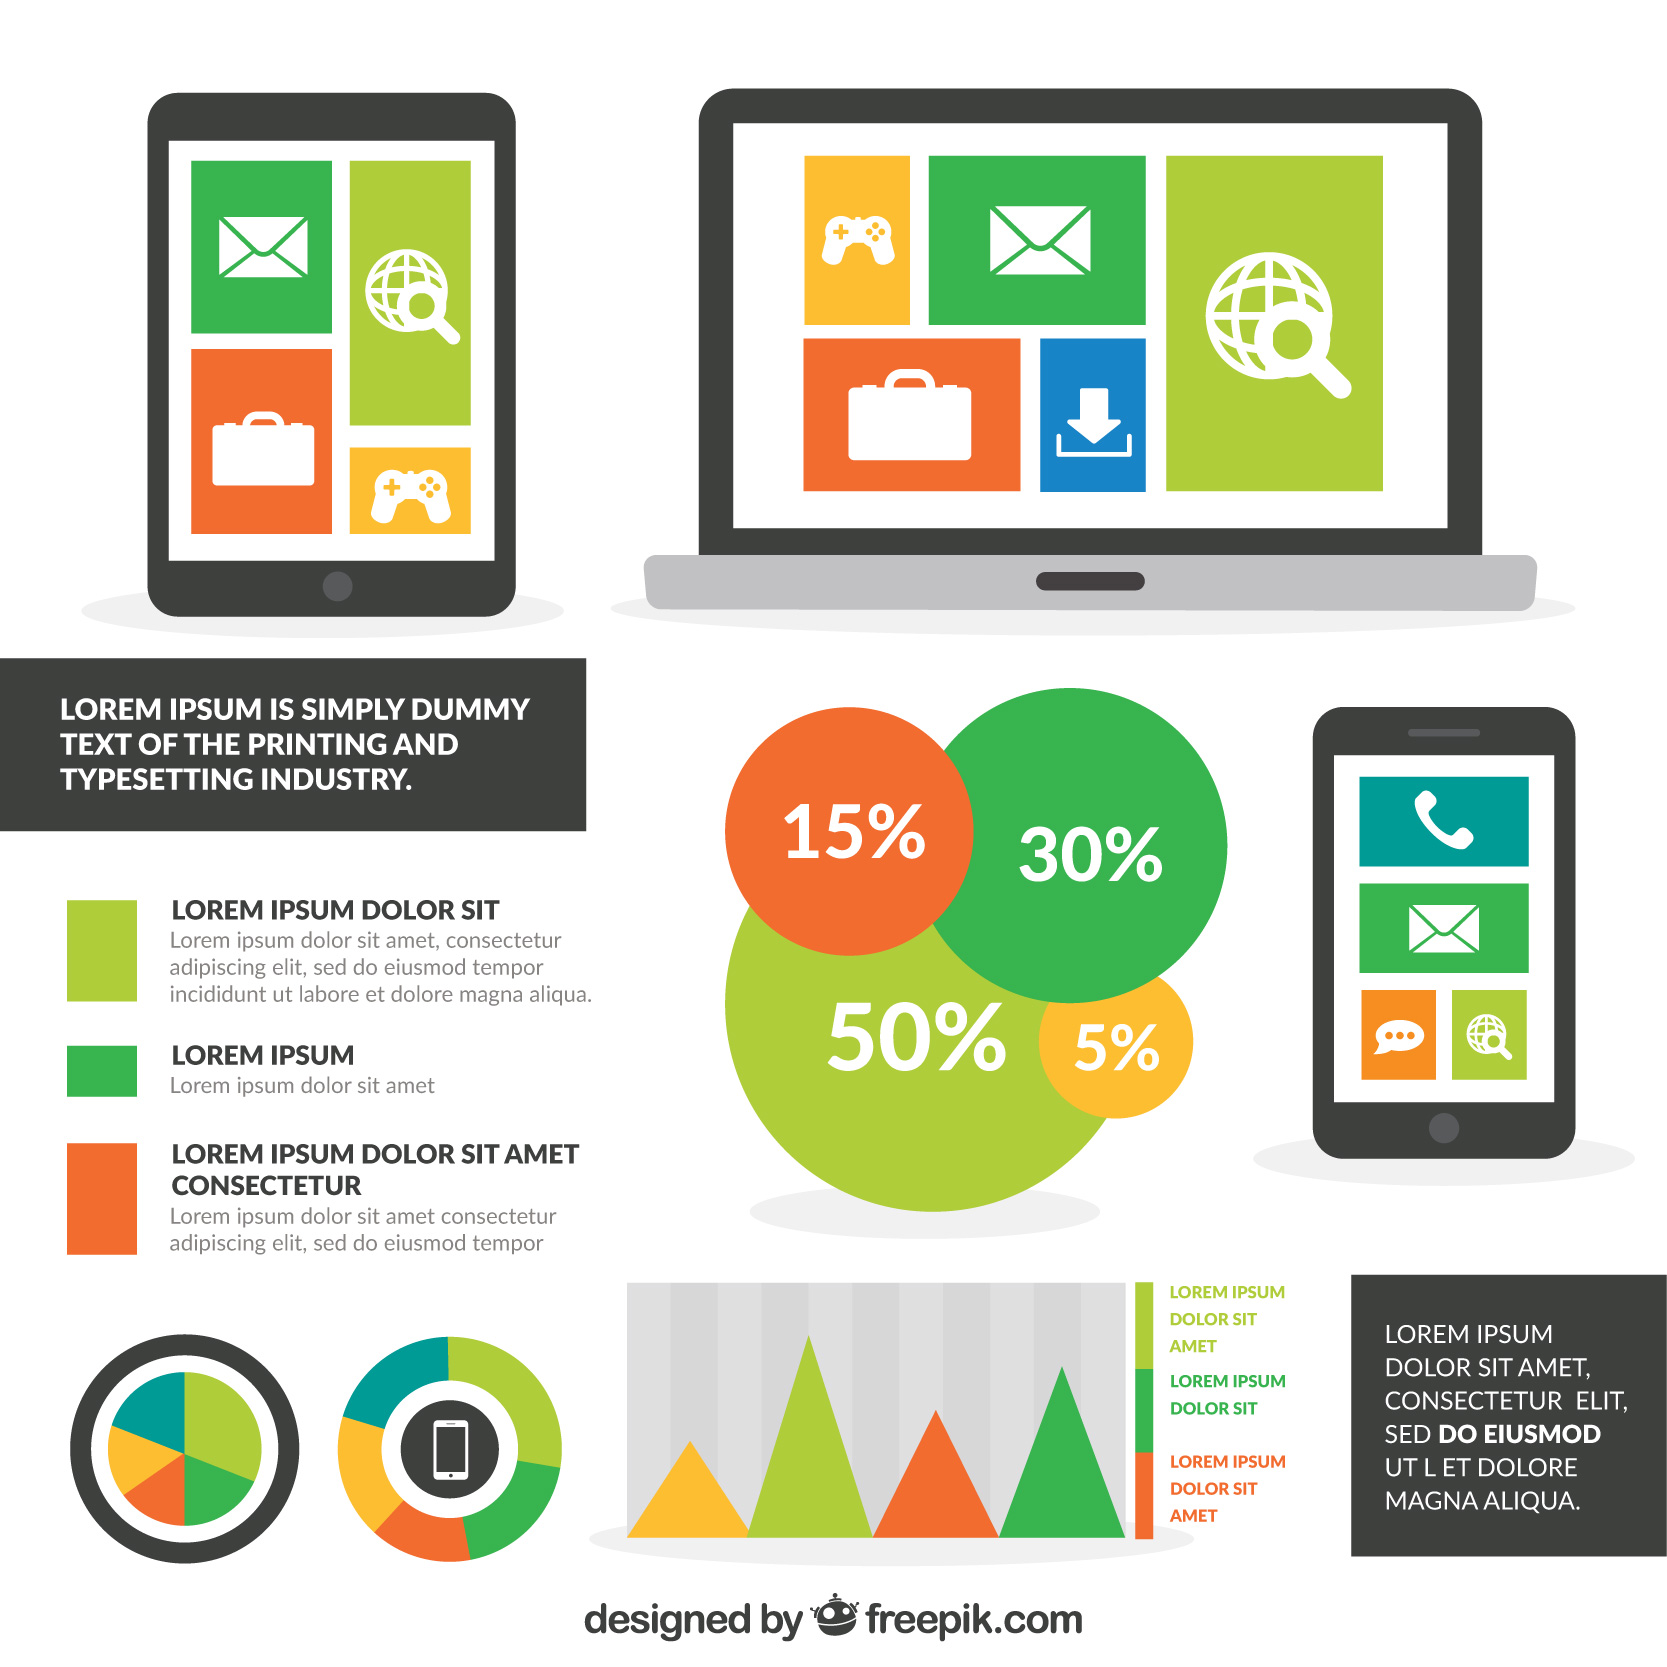 LOREM IPSUM IS SIMPLY DUMMY
TEXT OF THE PRINTING AND
TYPESETTING INDUSTRY.
LOREM IPSUM DOLOR SIT
Lorem ipsum dolor sit amet, consectetur
adipiscing elit, sed do eiusmod tempor
incididunt ut labore et dolore magna aliqua.
LOREM IPSUM
Lorem ipsum dolor sit amet
LOREM IPSUM DOLOR SIT AMET
CONSECTETUR
Lorem ipsum dolor sit amet consectetur
adipiscing elit, sed do eiusmod tempor
15%
30%
50%
5%
LOREM IPSUM
DOLOR SIT
AMET
LOREM IPSUM
DOLOR SIT
LOREM IPSUM
DOLOR SIT
AMET
LOREM IPSUM
DOLOR SIT AMET,
CONSECTETUR ELIT,
SED DO EIUSMOD
UT L ET DOLORE
MAGNA ALIQUA.
designed by freepik.com